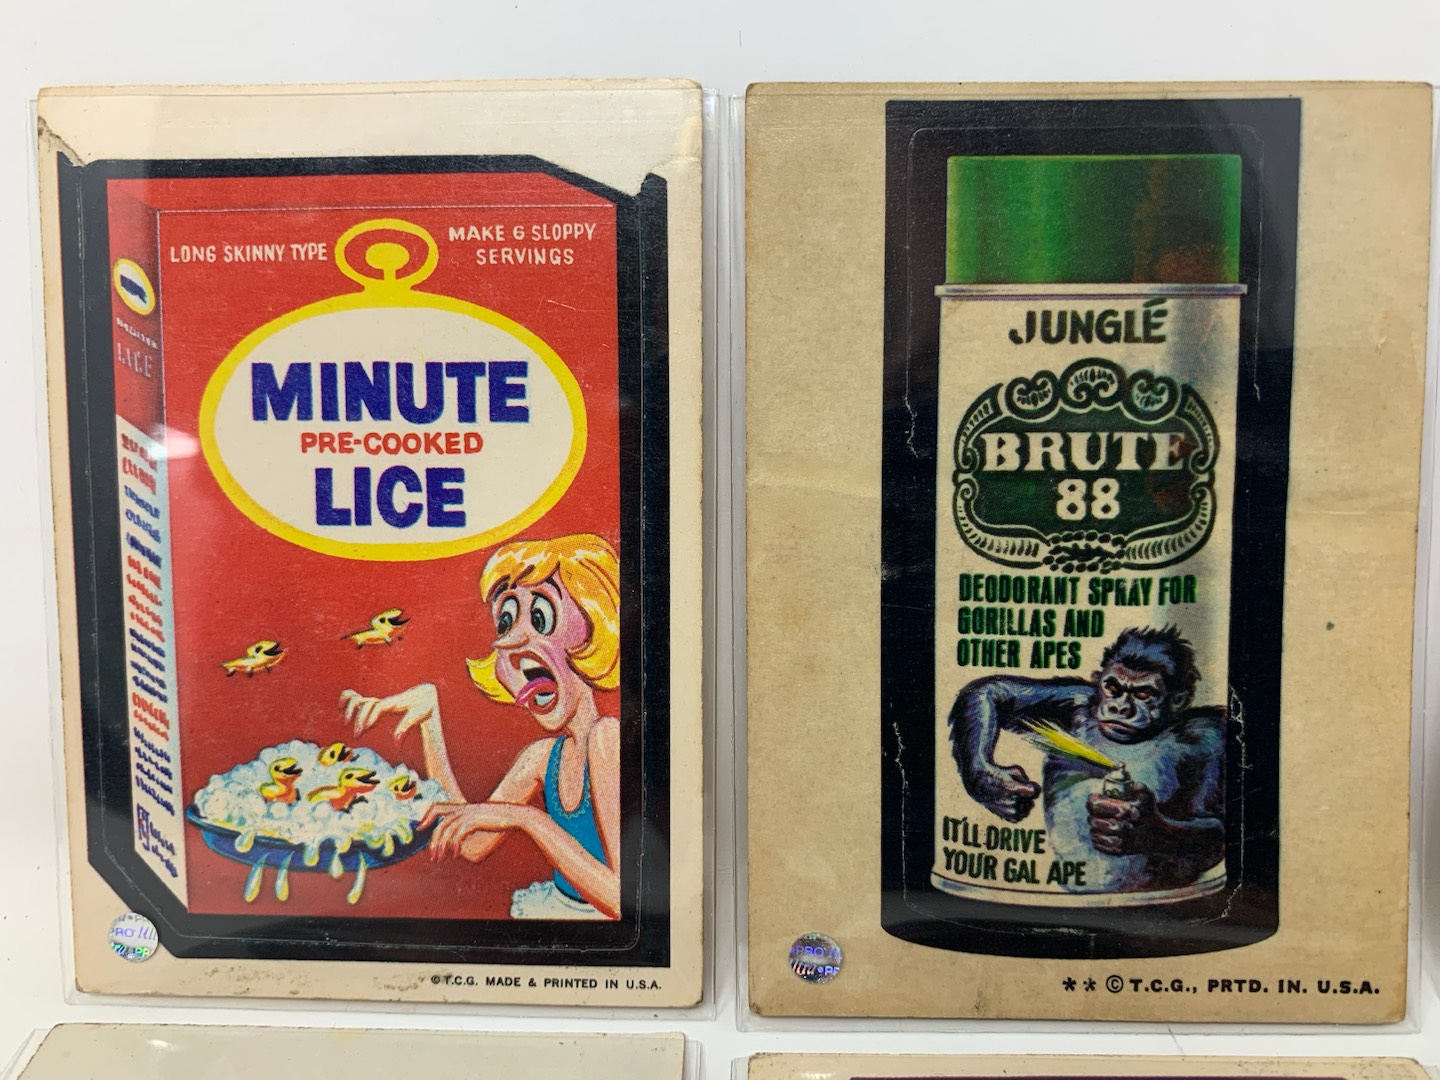 LONG SKINNY TYPE
MAKE 6 SLOPPY
SERVINGS
MINUTE
PRE-COOKED
LICE
© T.C.G. MADE & PRINTED IN U.S.A.
JUNGLÉ
BRUTE
88
DEODORANT SPRAY FOR
GORILLAS AND
OTHER APES
IT'LL DRIVE
YOUR GAL APE
** © T.C.G., PRTD. IN. U.S.A.